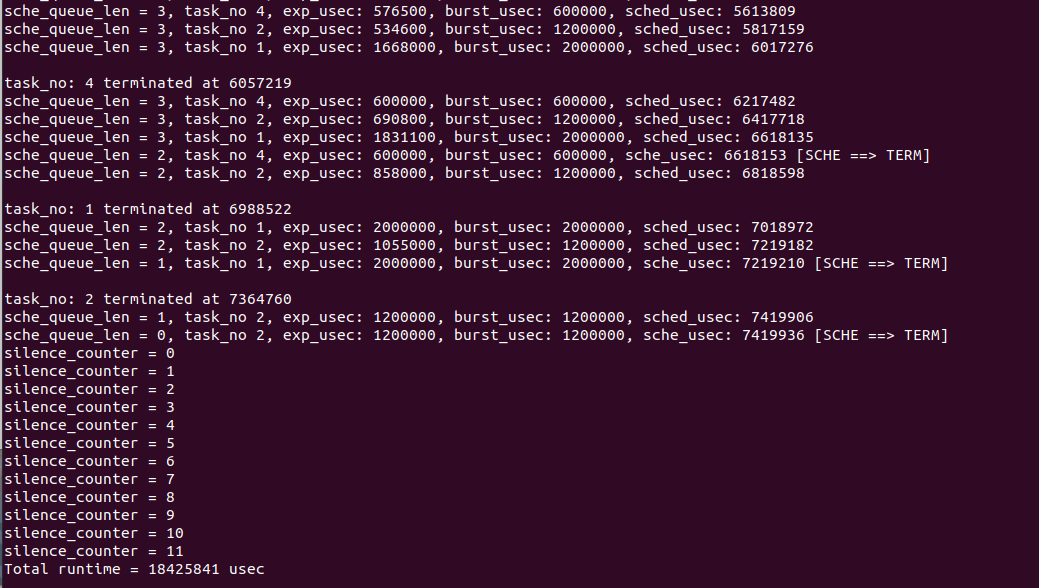 sche_queue_len = 3, task_no 4, exp_usec: 576500, burst_usec: 600000, sched_usec: 5613809
sche_queue_len = 3, task_no 2, exp_usec: 534600, burst_usec: 1200000, sched_usec: 5817159
sche_queue_len = 3, task_no 1, exp_usec: 1668000, burst_usec: 2000000, sched_usec: 6017276
task_no: 4 terminated at 6057219
sche_queue_len = 3, task_no 4, exp_usec: 600000, burst_usec: 600000, sched_usec: 6217482
sche_queue_len = 3, task_no 2, exp_usec: 690800, burst_usec: 1200000, sched_usec: 6417718
sche_queue_len = 3, task_no 1, exp_usec: 1831100, burst_usec: 2000000, sched_usec: 6618135
sche_queue_len = 2, task_no 4, exp_usec: 600000, burst_usec: 600000, sche_usec: 6618153 [SCHE ==> TERM]
sche_queue_len = 2, task_no 2, exp_usec: 858000, burst_usec: 1200000, sched_usec: 6818598
task_no: 1 terminated at 6988522
sche_queue_len = 2, task_no 1, exp_usec: 2000000, burst_usec: 2000000, sched_usec: 7018972
sche_queue_len = 2, task_no 2, exp_usec: 1055000, burst_usec: 1200000, sched_usec: 7219182
sche_queue_len = 1, task_no 1, exp_usec: 2000000, burst_usec: 2000000, sche_usec: 7219210 [SCHE ==> TERM]
task_no: 2 terminated at 7364760
sche_queue_len = 1, task_no 2, exp_usec: 1200000, burst_usec: 1200000, sched_usec: 7419906
sche_queue_len = 0, task_no 2, exp_usec: 1200000, burst_usec: 1200000, sche_usec: 7419936 [SCHE ==> TERM]
silence_counter = 0
silence_counter = 1
silence_counter = 2
silence_counter = 3
silence_counter = 4
silence_counter = 5
silence_counter = 6
silence_counter = 7
silence_counter = 8
silence_counter = 9
silence_counter = 10
silence_counter = 11
Total runtime = 18425841 usec